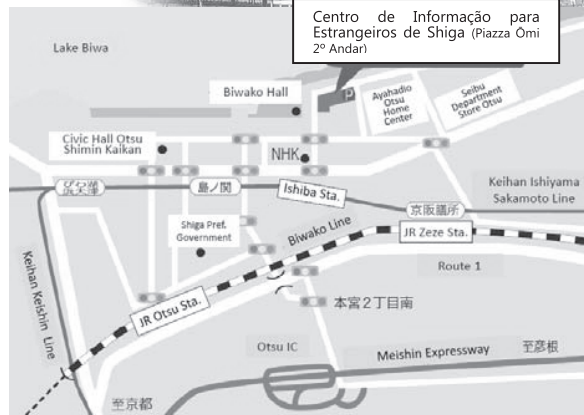 Centro de Informação para
Estrangeiros de Shiga (Piazza Ōmi
2º Andar)
Lake Biwa
Biwako Hall
P
Ayahadio
Otsu
Home
Center
Seibu
Department
Store Otsu
Civic Hall Otsu
Shimin Kaikan
NHK
びわ湖
島ノ関
Ishiba Sta.
京阪膳所
Keihan Ishiyama
Sakamoto Line
Shiga Pref.
Government
Biwako Line
JR Zeze Sta.
Route 1
Keihan Keishin Line
JR Otsu Sta.
本宮2丁目南
Otsu IC
Meishin Expressway
至彦根
至京都